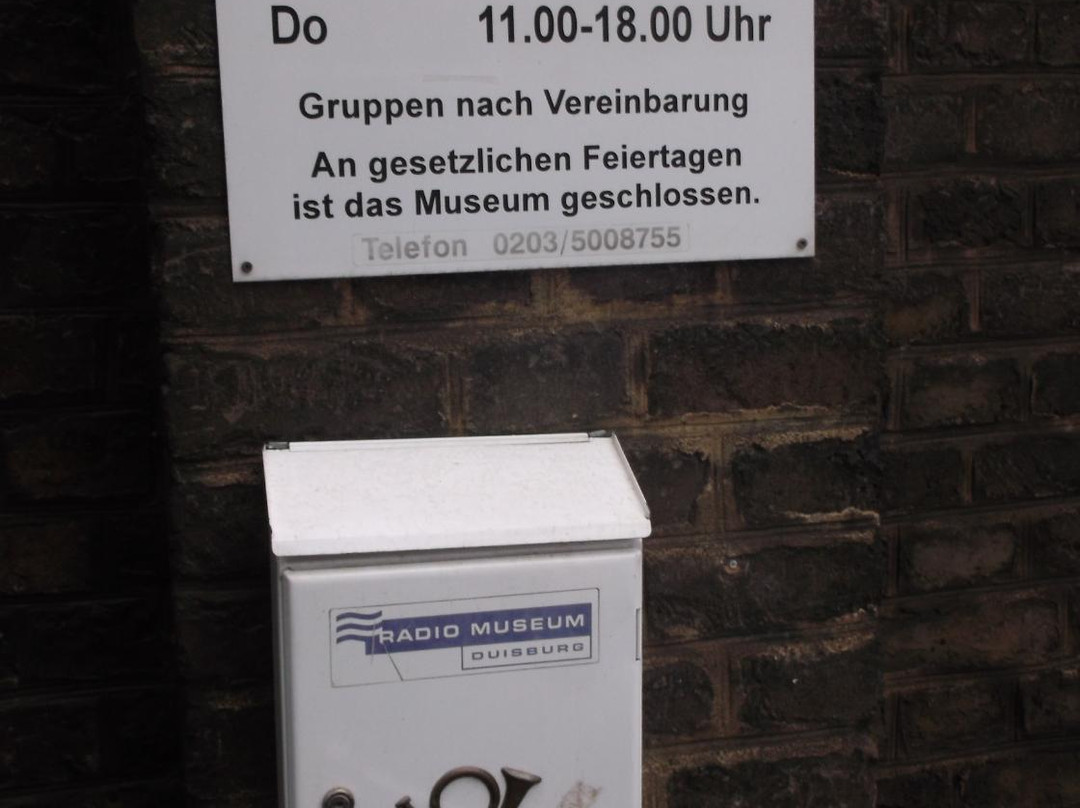 Do 11.00-18.00 Uhr
Gruppen nach Vereinbarung
An gesetzlichen Feiertagen
ist das Museum geschlossen.
Telefon 0203/5008755
RADIO MUSEUM
DUISBURG